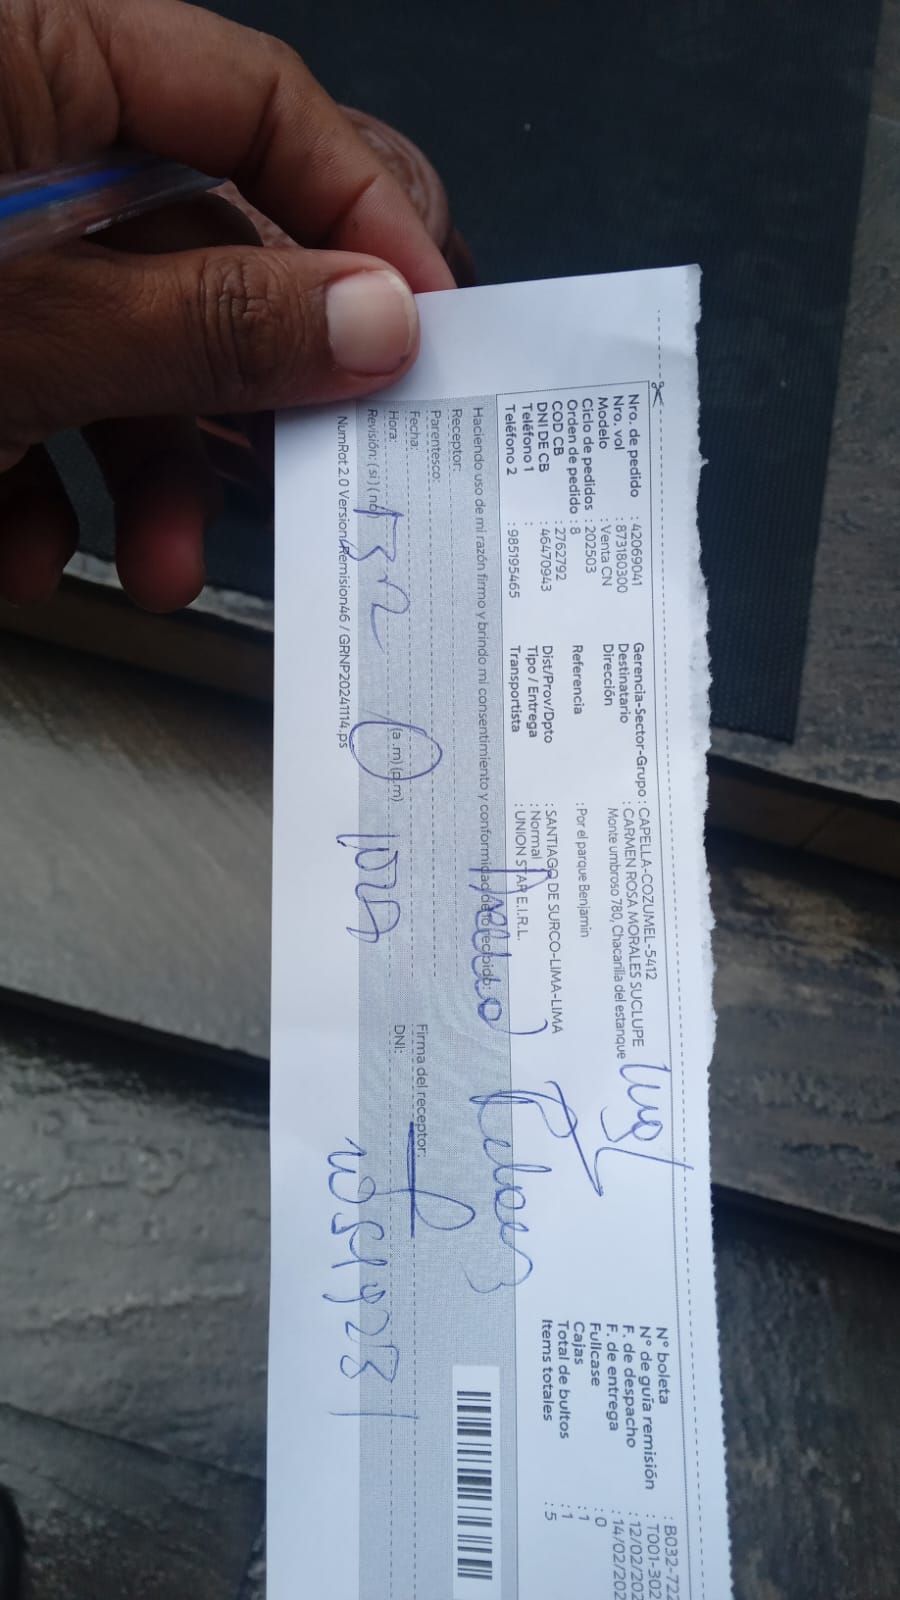 Nro. de pedido : 42069041
Nro. vol : 873180300
Modelo : Venta CN
Ciclo de pedidos : 202503
Orden de pedido : 8
COD CB : 2762792
DNI DE CB : 46470943
Teléfono 1 :
Teléfono 2 : 985195465
Gerencia-Sector-Grupo : CAPELLA-COZUMEL-5412
Destinatario : CARMEN ROSA MORALES SUCLUPE
Dirección Monte umbroso 780, Chacarilla del estanque
Referencia : Por el parque Benjamin
Dist/Prov/Dpto : SANTIAGO DE SURCO-LIMA-LIMA
Tipo / Entrega : Normal
Transportista : UNION STAR E.I.R.L.
N° boleta : B032-722
N° de guía remisión : T001-302
F. de despacho : 12/02/202
F. de entrega : 14/02/202
Fullcase : 0
Cajas : 1
Total de bultos : 1
Items totales : 5
Haciendo uso de mi razón firmo y brindo mi consentimiento y conformidad de lo recibido:
Receptor:
Parentesco:
Fecha:
Hora: (a.m) (p.m)
Revisión: ( si ) ( no )
Firma del receptor:
DNI:
NumRot 2.0 Version/Remision46 / GRNP20241114.ps